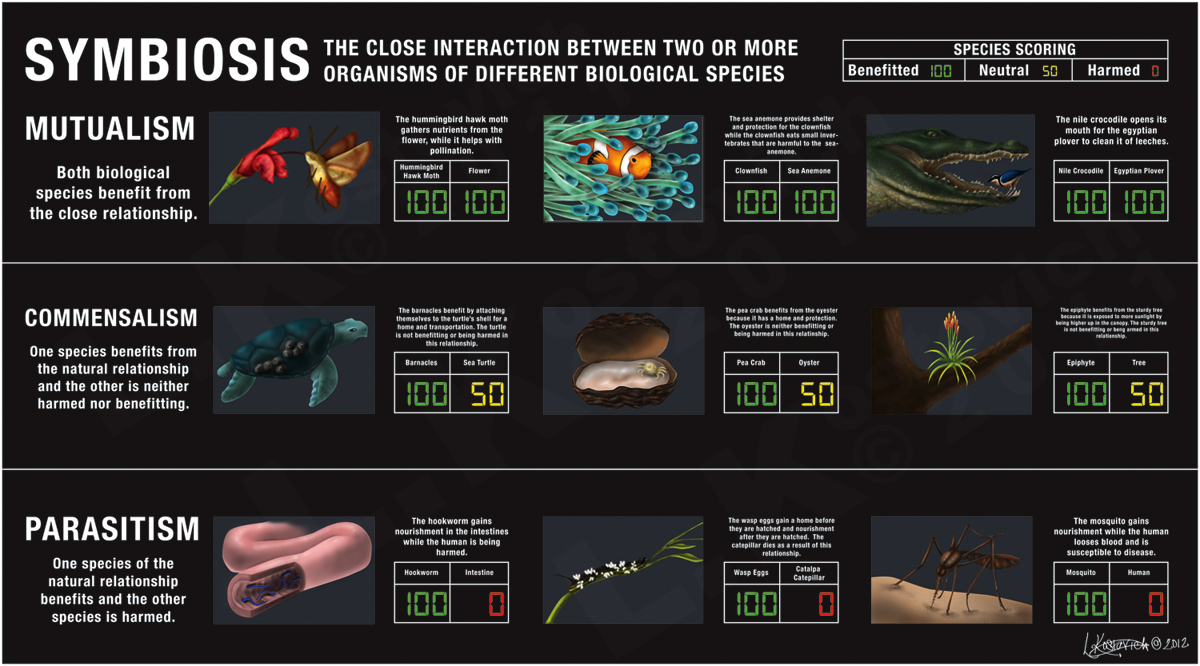 SYMBIOSIS
THE CLOSE INTERACTION BETWEEN TWO OR MORE
ORGANISMS OF DIFFERENT BIOLOGICAL SPECIES
SPECIES SCORING
Benefitted 100 Neutral 50 Harmed 0
MUTUALISM
Both biological
species benefit from
the close relationship.
The hummingbird hawk moth
gathers nutrients from the
flower, while it helps with
pollination.
Hummingbird
Hawk Moth
Flower
100 100
The sea anemone provides shelter
and protection for the clownfish
while the clownfish eats small inver-
tebrates that are harmful to the sea-
anemone.
Clownfish Sea Anemone
100 100
The nile crocodile opens its
mouth for the egyptian
plover to clean it of leeches.
Nile Crocodile Egyptian Plover
100 100
COMMENSALISM
One species benefits from
the natural relationship
and the other is neither
harmed nor benefitting.
The barnacles benefit by attaching
themselves to the turtle's shell for a
home and transportation. The turtle
is not benefitting or being harmed in
this relationship.
Barnacles Sea Turtle
100 50
The pea crab benefits from the oyster
because it has a home and protection.
The oyster is neither benefitting or
being harmed in this relatinship.
Pea Crab Oyster
100 50
The epiphyte benefits from the sturdy tree
because it is exposed to more sunlight by
being higher up in the canopy. The sturdy tree
is not benefitting or beng armed in this
relationship.
Epiphyte Tree
100 50
PARASITISM
One species of the
natural relationship
benefits and the other
species is harmed.
The hookworm gains
nourishment in the intestines
while the human is being
harmed.
Hookworm Intestine
100 0
The wasp eggs gain a home before
they are hatched and nourishment
after they are hatched. The
catepillar dies as a result of this
relationship.
Wasp Eggs
Catalpa
Catepillar
100 0
The mosquito gains
nourishment while the human
looses blood and is
susceptible to disease.
Mosquito Human
100 0
L.Kostovich © 2012